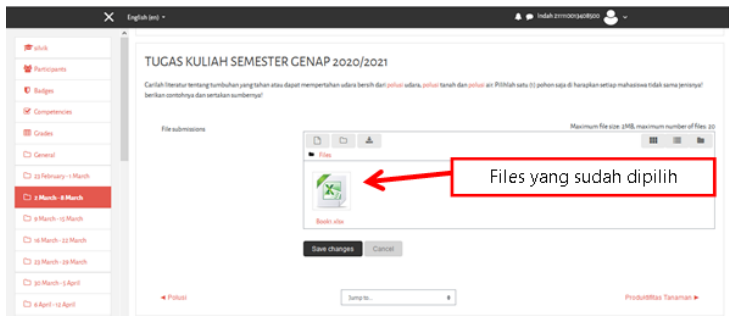 English (en)
Indah 211110013408500
silvik
Participants
Badges
Competencies
Grades
General
23 February - 1 March
2 March - 8 March
9 March - 15 March
16 March - 22 March
23 March - 29 March
30 March - 5 April
6 April - 12 April
TUGAS KULIAH SEMESTER GENAP 2020/2021
Carilah literatur tentang tumbuhan yang tahan atau dapat mempertahan udara bersih dari polusi udara, polusi tanah dan polusi air. Pilihlah satu (1) pohon saja di harapkan setiap mahasiswa tidak sama jenisnya!
berikan contohnya dan sertakan sumbernya!
File submissions
Maximum file size: 2MB, maximum number of files: 20
Files
Files yang sudah dipilih
Book1.xlsx
Save changes
Cancel
Polusi
Jump to...
Produktifitas Tanaman